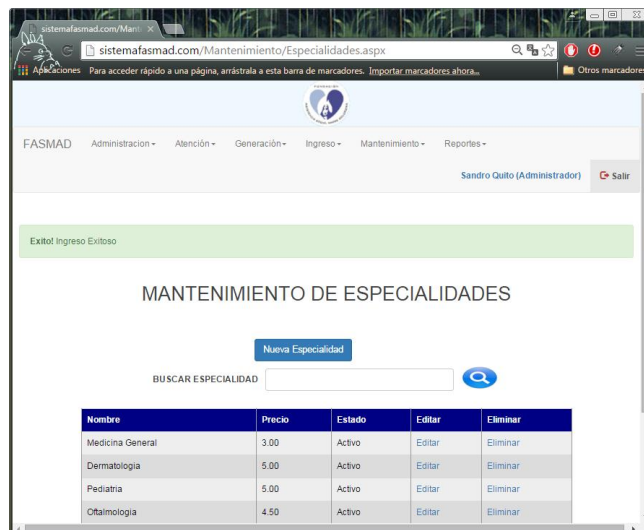 sistemafasmad.com/Mant
sistemafasmad.com/Mantenimiento/Especialidades.aspx
Aplicaciones Para acceder rápido a una página, arrástrala a esta barra de marcadores. Importar marcadores ahora... Otros marcadores
FASMAD Administracion Atención Generación Ingreso Mantenimiento Reportes
Sandro Quito (Administrador) Salir
Exito! Ingreso Exitoso
MANTENIMIENTO DE ESPECIALIDADES
Nueva Especialidad
BUSCAR ESPECIALIDAD
Nombre Precio Estado Editar Eliminar
Medicina General 3.00 Activo Editar Eliminar
Dermatologia 5.00 Activo Editar Eliminar
Pediatria 5.00 Activo Editar Eliminar
Oftalmologia 4.50 Activo Editar Eliminar